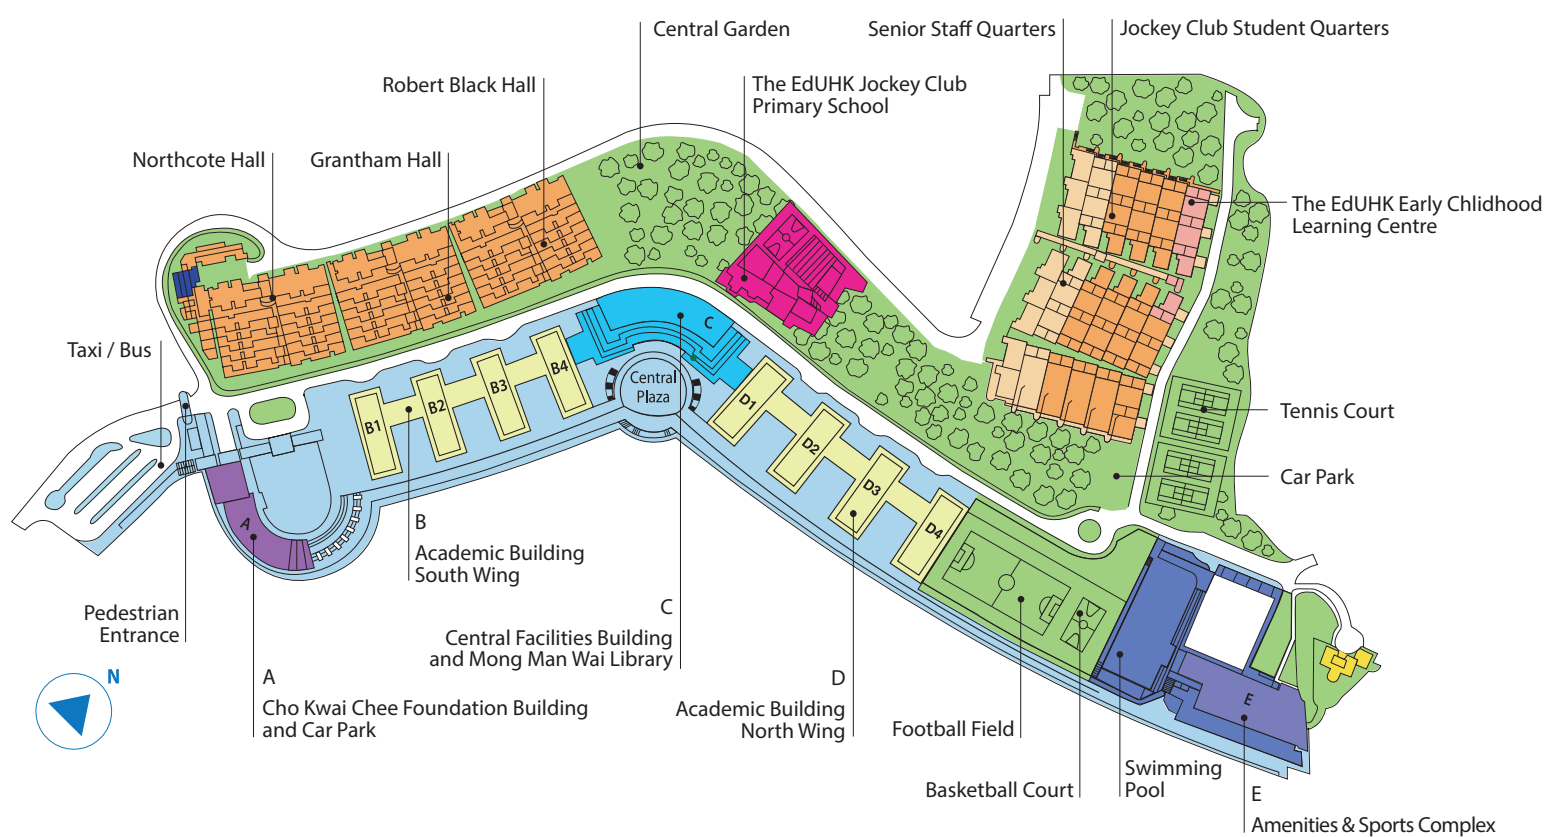 Central Garden
Senior Staff Quarters
Jockey Club Student Quarters
Robert Black Hall
The EdUHK Jockey Club
Primary School
Northcote Hall
Grantham Hall
The EdUHK Early Chlidhood
Learning Centre
Taxi / Bus
C
Central
Plaza
B1
B2
B3
B4
D1
D2
D3
D4
Tennis Court
Car Park
A
B
Academic Building
South Wing
Pedestrian
Entrance
C
Central Facilities Building
and Mong Man Wai Library
N
A
Cho Kwai Chee Foundation Building
and Car Park
D
Academic Building
North Wing
Football Field
Basketball Court
Swimming
Pool
E
E
Amenities & Sports Complex